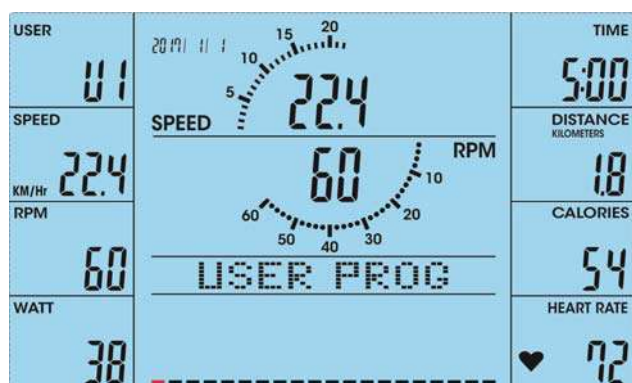 USER
U1
SPEED
KM/Hr 22.4
RPM
60
WATT
38
2017/ 1/ 1
5 10 15 20
SPEED 22.4
60 RPM
60 50 40 30 20 10
USER PROG
TIME
5:00
DISTANCE
KILOMETERS
1.8
CALORIES
54
HEART RATE
72